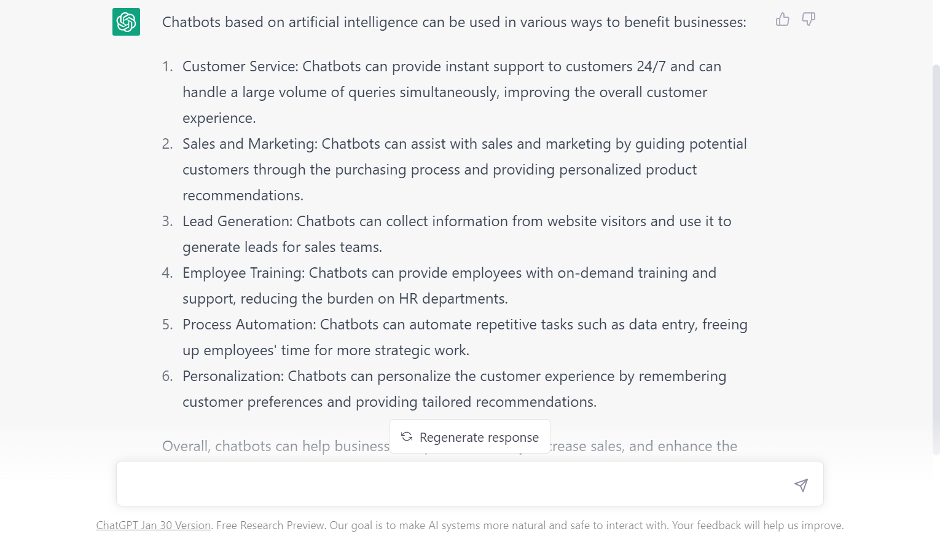 Chatbots based on artificial intelligence can be used in various ways to benefit businesses:
1. Customer Service: Chatbots can provide instant support to customers 24/7 and can
handle a large volume of queries simultaneously, improving the overall customer
experience.
2. Sales and Marketing: Chatbots can assist with sales and marketing by guiding potential
customers through the purchasing process and providing personalized product
recommendations.
3. Lead Generation: Chatbots can collect information from website visitors and use it to
generate leads for sales teams.
4. Employee Training: Chatbots can provide employees with on-demand training and
support, reducing the burden on HR departments.
5. Process Automation: Chatbots can automate repetitive tasks such as data entry, freeing
up employees' time for more strategic work.
6. Personalization: Chatbots can personalize the customer experience by remembering
customer preferences and providing tailored recommendations.
Overall, chatbots can help sales, and enhance the
Regenerate response
ChatGPT Jan 30 Version. Free Research Preview. Our goal is to make AI systems more natural and safe to interact with. Your feedback will help us improve.